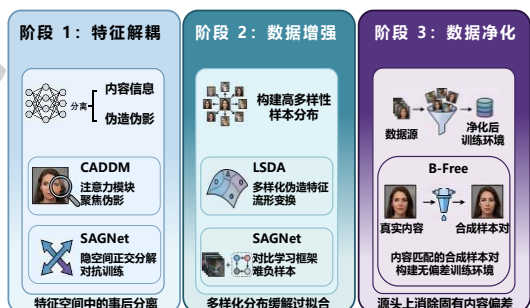 阶段 1：特征解耦
分离
内容信息
伪造伪影
CADDM
注意力模块
聚焦伪影
SAGNet
隐空间正交分解
对抗训练
特征空间中的事后分离
阶段 2：数据增强
构建高多样性
样本分布
LSDA
多样化伪造特征
流形变换
SAGNet
对比学习框架
难负样本
多样化分布缓解过拟合
阶段 3：数据净化
数据源
净化后
训练环境
B-Free
真实内容
合成样本对
内容匹配的合成样本对
构建无偏差训练环境
源头上消除固有内容偏差